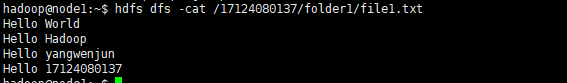 hadoop@node1:~$ hdfs dfs -cat /17124080137/folder1/file1.txt
Hello World
Hello Hadoop
Hello yangwenjun
Hello 17124080137
hadoop@node1:~$